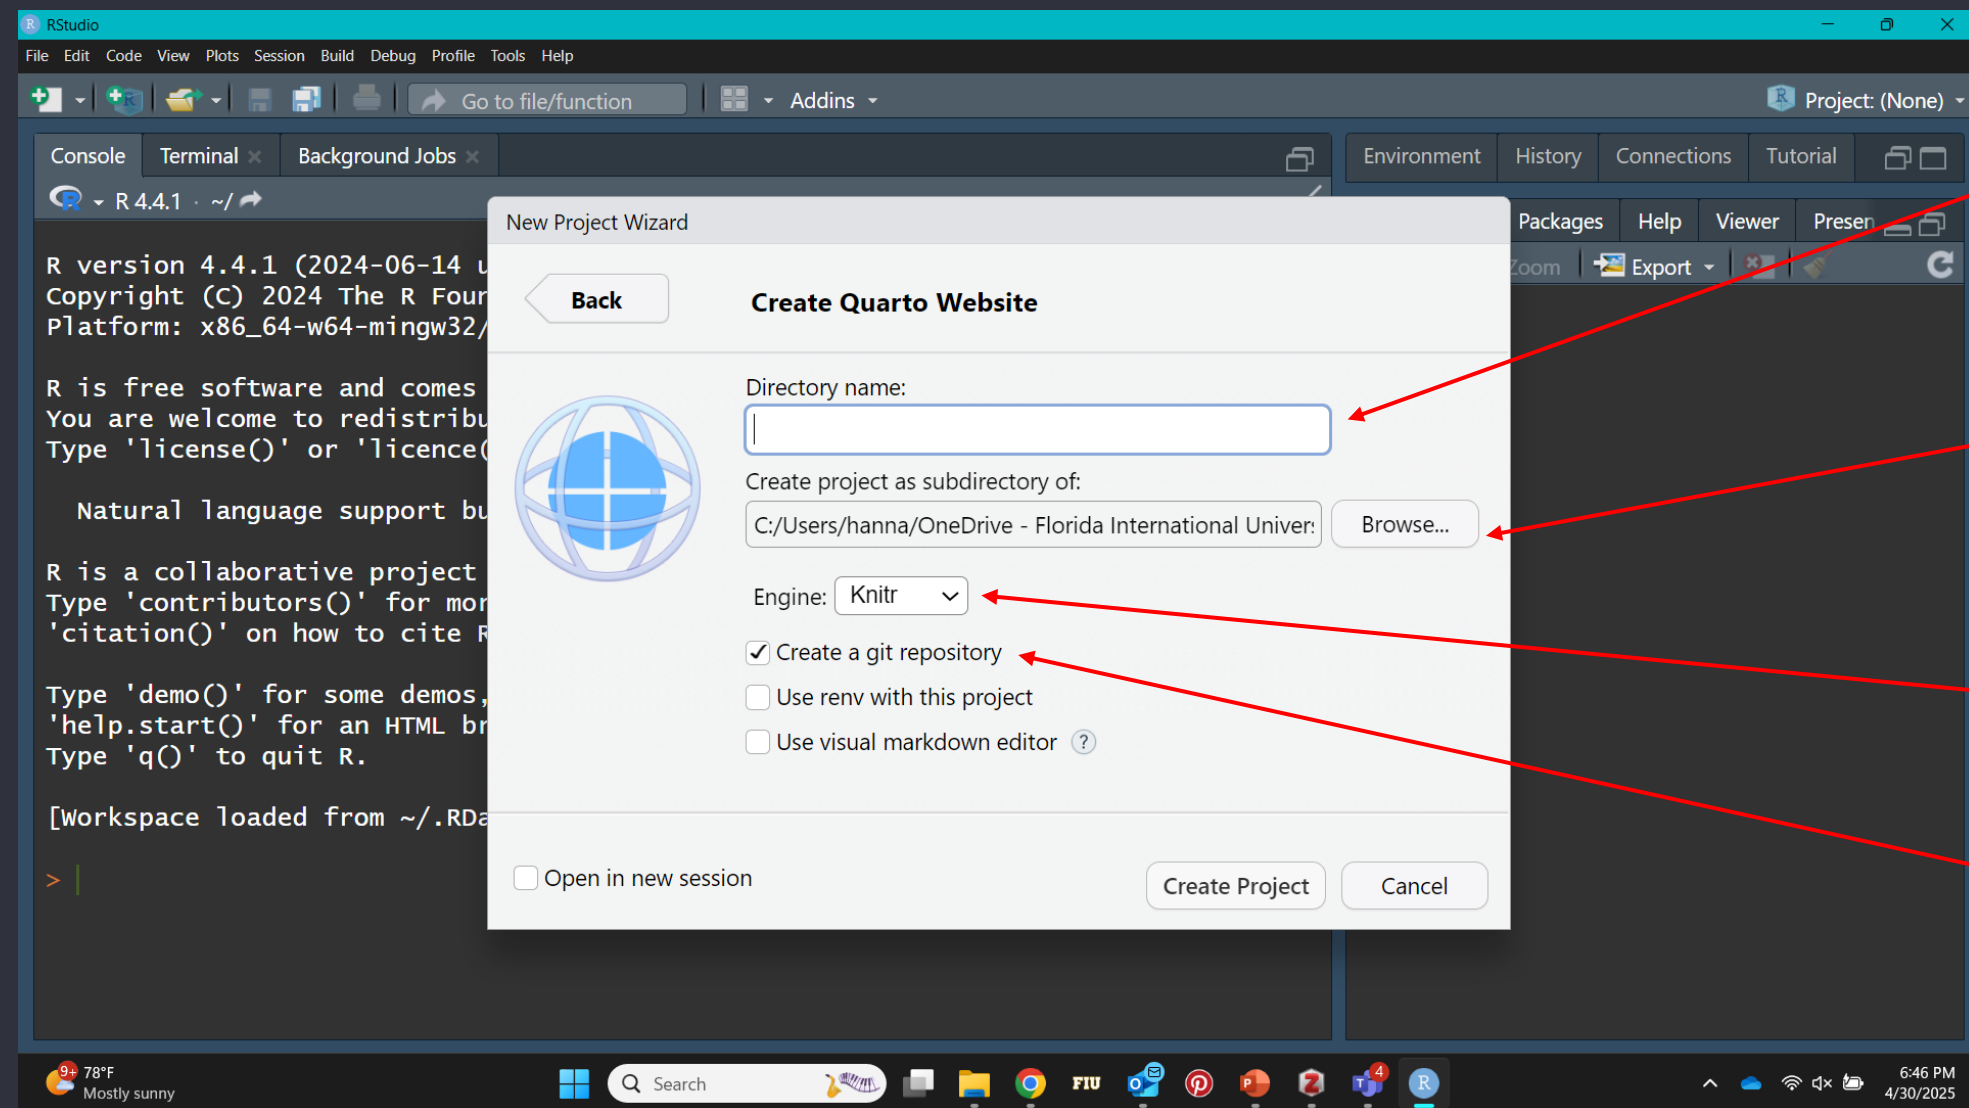 RStudio
File Edit Code View Plots Session Build Debug Profile Tools Help
Go to file/function
Addins
Project: (None)
Console Terminal Background Jobs
Environment History Connections Tutorial
R 4.4.1 · ~/
Packages Help Viewer Presen
Zoom Export
R version 4.4.1 (2024-06-14 u
Copyright (C) 2024 The R Four
Platform: x86_64-w64-mingw32/
R is free software and comes
You are welcome to redistribu
Type 'license()' or 'licence(
Natural language support bu
R is a collaborative project
Type 'contributors()' for mor
'citation()' on how to cite R
Type 'demo()' for some demos,
'help.start()' for an HTML br
Type 'q()' to quit R.
[Workspace loaded from ~/.RDa
>
New Project Wizard
Back
Create Quarto Website
Directory name:
Create project as subdirectory of:
C:/Users/hanna/OneDrive - Florida International Univers
Browse...
Engine: Knitr
Create a git repository
Use renv with this project
Use visual markdown editor ?
Open in new session
Create Project Cancel
9+
78°F
Mostly sunny
Search
FIU
4
6:46 PM
4/30/2025